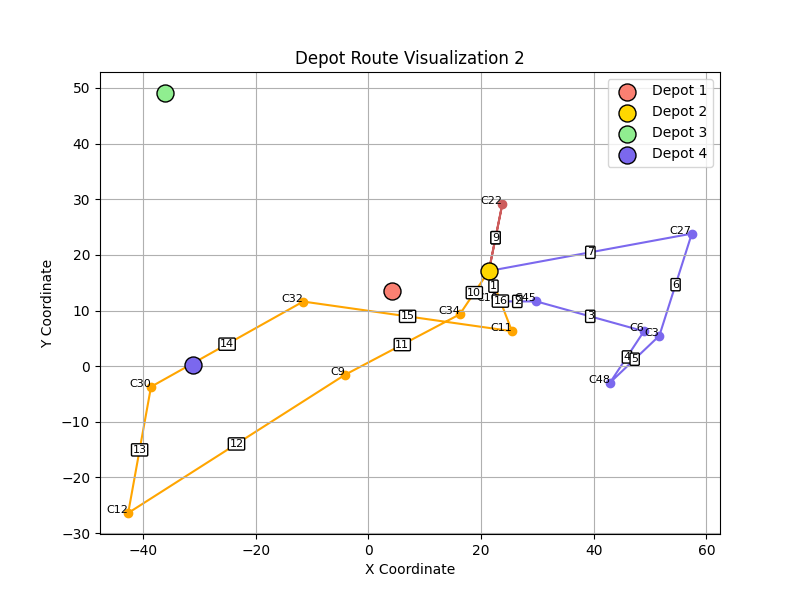 Depot Route Visualization 2
Depot 1
Depot 2
Depot 3
Depot 4
Y Coordinate
50
40
30
20
10
0
−10
−20
−30
−40
−20
0
20
40
60
X Coordinate
C22
C27
C32
C34
C45
C11
C6
C3
C9
C48
C30
C12
1
2
3
4
5
6
7
9
10
11
12
13
14
15
16